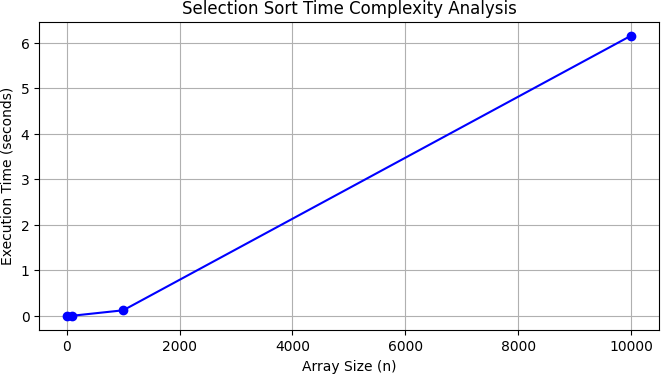 Selection Sort Time Complexity Analysis
Execution Time (seconds)
6
5
4
3
2
1
0
0 2000 4000 6000 8000 10000
Array Size (n)